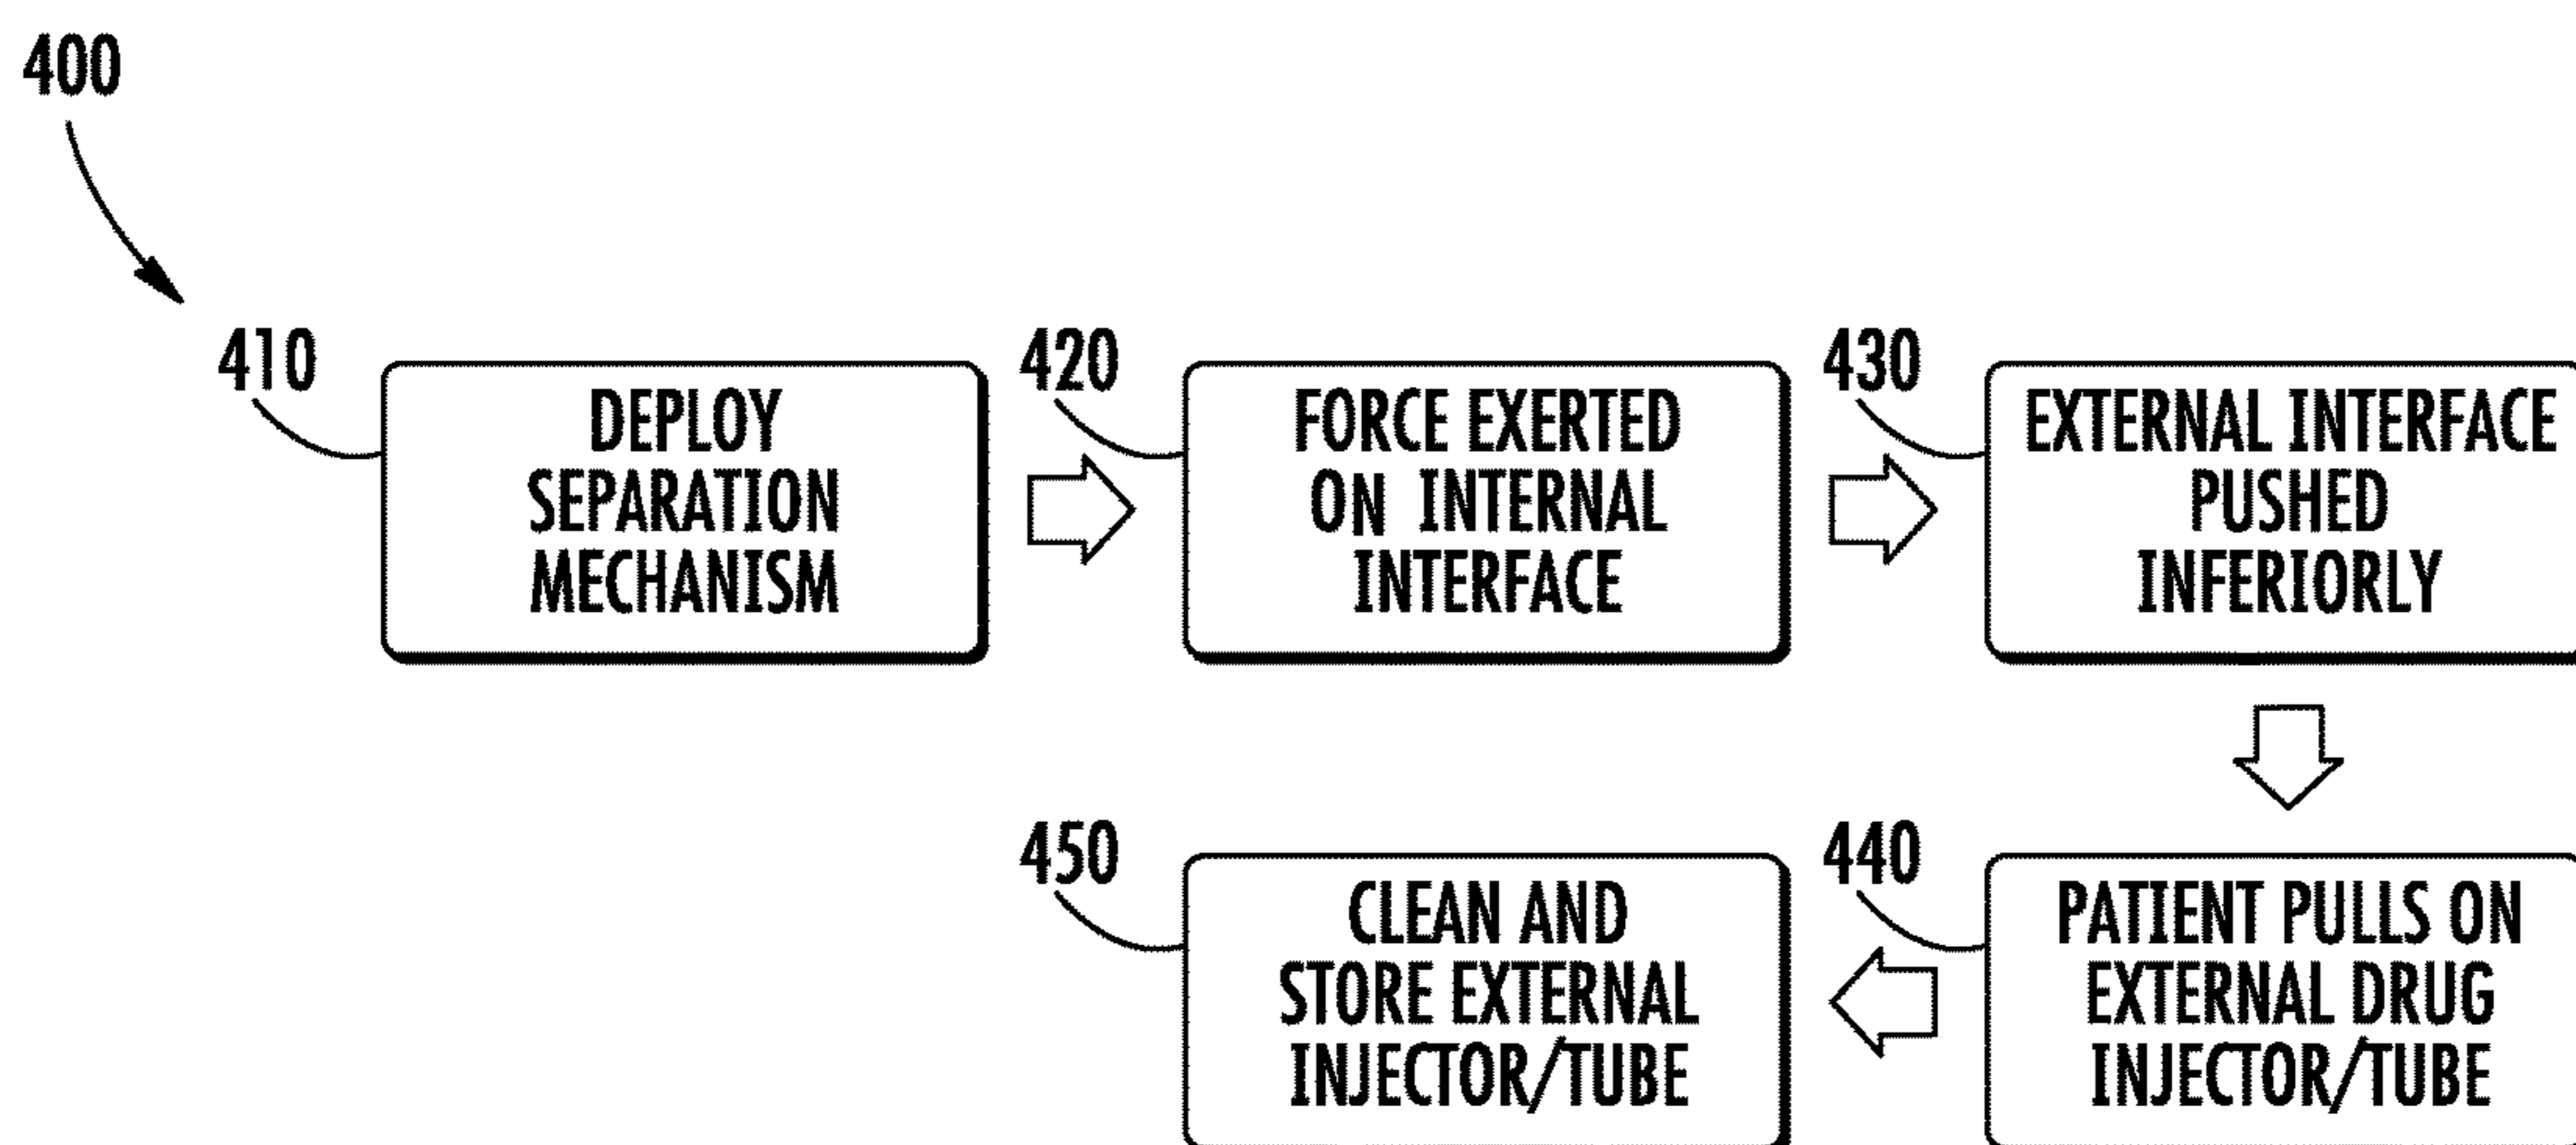 400
410
DEPLOY
SEPARATION
MECHANISM
420
FORCE EXERTED
ON INTERNAL
INTERFACE
430
EXTERNAL INTERFACE
PUSHED
INFERIORLY
440
PATIENT PULLS ON
EXTERNAL DRUG
INJECTOR/TUBE
450
CLEAN AND
STORE EXTERNAL
INJECTOR/TUBE